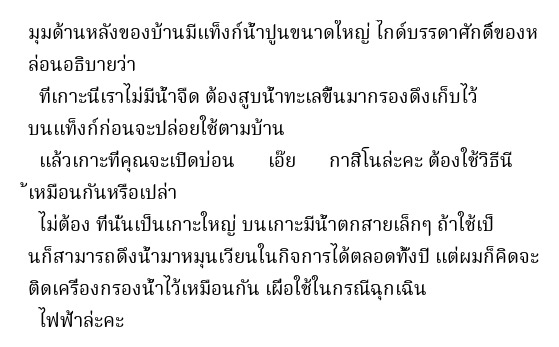 มุมด้านหลังของบ้านมีแท็งก์น้ำปูนขนาดใหญ่ ไกด์บรรดาศักดิ์ของห
ล่อนอธิบายว่า
ที่เกาะนี้เราไม่มีน้ำจืด ต้องสูบน้ำทะเลขึ้นมากรองดึงเก็บไว้
บนแท็งก์ก่อนจะปล่อยใช้ตามบ้าน
แล้วเกาะที่คุณจะเปิดบ่อน เอ๊ย กาสิโนล่ะคะ ต้องใช้วิธีนี
้เหมือนกันหรือเปล่า
ไม่ต้อง ที่นั่นเป็นเกาะใหญ่ บนเกาะมีน้ำตกสายเล็กๆ ถ้าใช้เป็
นก็สามารถดึงน้ำมาหมุนเวียนในกิจการได้ตลอดทั้งปี แต่ผมก็คิดจะ
ติดเครื่องกรองน้ำไว้เหมือนกัน เผื่อใช้ในกรณีฉุกเฉิน
ไฟฟ้าล่ะคะ